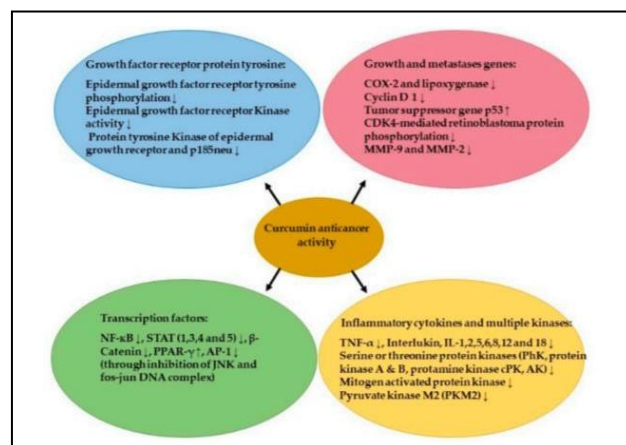 Growth factor receptor protein tyrosine:
Epidermal growth factor receptor tyrosine
phosphorylation ↓
Epidermal growth factor receptor Kinase
activity ↓
Protein tyrosine Kinase of epidermal
growth receptor and p185neu ↓
Growth and metastases genes:
COX-2 and lipoxygenase ↓
Cyclin D 1 ↓
Tumor suppressor gene p53 ↑
CDK4-mediated retinoblastoma protein
phosphorylation ↓
MMP-9 and MMP-2 ↓
Curcumin anticancer
activity
Transcription factors:
NF-κB ↓, STAT (1,3,4 and 5) ↓, β-
Catenin ↓, PPAR-γ ↑, AP-1 ↓
(through inhibition of JNK and
fos-jun DNA complex)
Inflammatory cytokines and multiple kinases:
TNF-α ↓, Interlukin, IL-1,2,5,6,8,12 and 18 ↓
Serine or threonine protein kinases (PhK, protein
kinase A & B, protamine kinase cPK, AK) ↓
Mitogen activated protein kinase ↓
Pyruvate kinase M2 (PKM2) ↓